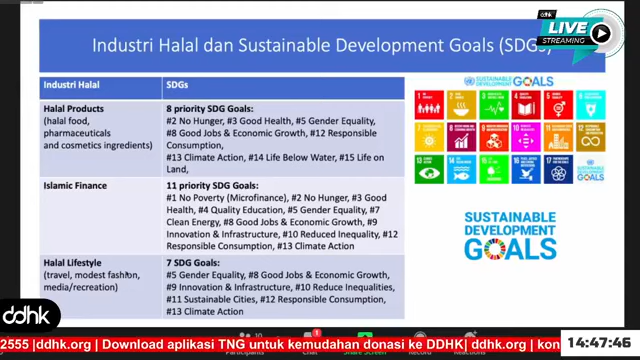 Industri Halal dan Sustainable Development Goals (SDGs)
ddhk
LIVE
STREAMING
Industri Halal
SDGs
Halal Products
(halal food,
pharmaceuticals
and cosmetics ingredients)
8 priority SDG Goals:
#2 No Hunger, #3 Good Health, #5 Gender Equality,
#8 Good Jobs & Economic Growth, #12 Responsible
Consumption,
#13 Climate Action, #14 Life Below Water, #15 Life on
Land,
Islamic Finance
11 priority SDG Goals:
#1 No Poverty (Microfinance), #2 No Hunger, #3 Good
Health, #4 Quality Education, #5 Gender Equality, #7
Clean Energy, #8 Good Jobs & Economic Growth, #9
Innovation & Infrastructure, #10 Reduced Inequality, #12
Responsible Consumption, #13 Climate Action
Halal Lifestyle
(travel, modest fashion,
media/recreation)
7 SDG Goals:
#5 Gender Equality, #8 Good Jobs & Economic Growth,
#9 Innovation & Infrastructure, #10 Reduced Inequalities,
#11 Sustainable Cities, #12 Responsible Consumption,
#13 Climate Action
SUSTAINABLE DEVELOPMENT
GOALS
SUSTAINABLE
DEVELOPMENT
GOALS
ddhk
2555 |ddhk.org | Download aplikasi TNG untuk kemudahan donasi ke DDHK| ddhk.org | kon
14:47:46